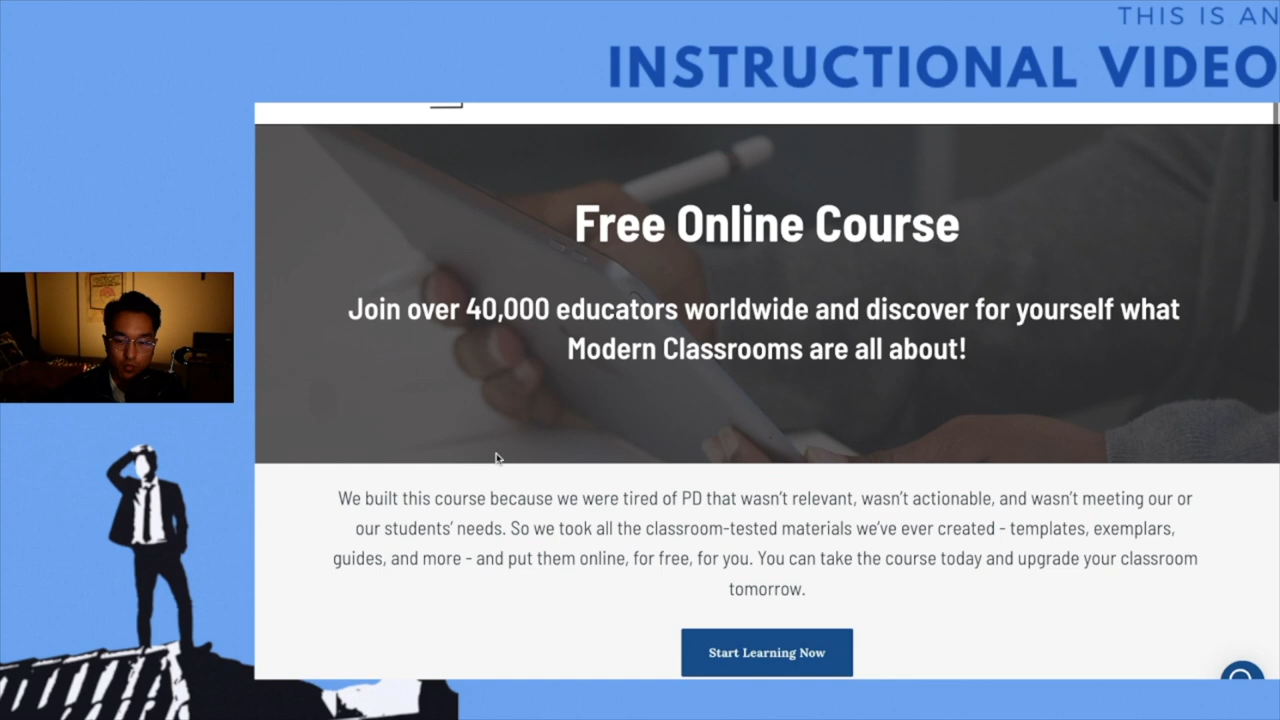 THIS IS AN
INSTRUCTIONAL VIDEO
Free Online Course
Join over 40,000 educators worldwide and discover for yourself what
Modern Classrooms are all about!
We built this course because we were tired of PD that wasn't relevant, wasn't actionable, and wasn't meeting our or
our students' needs. So we took all the classroom-tested materials we've ever created - templates, exemplars,
guides, and more - and put them online, for free, for you. You can take the course today and upgrade your classroom
tomorrow.
Start Learning Now